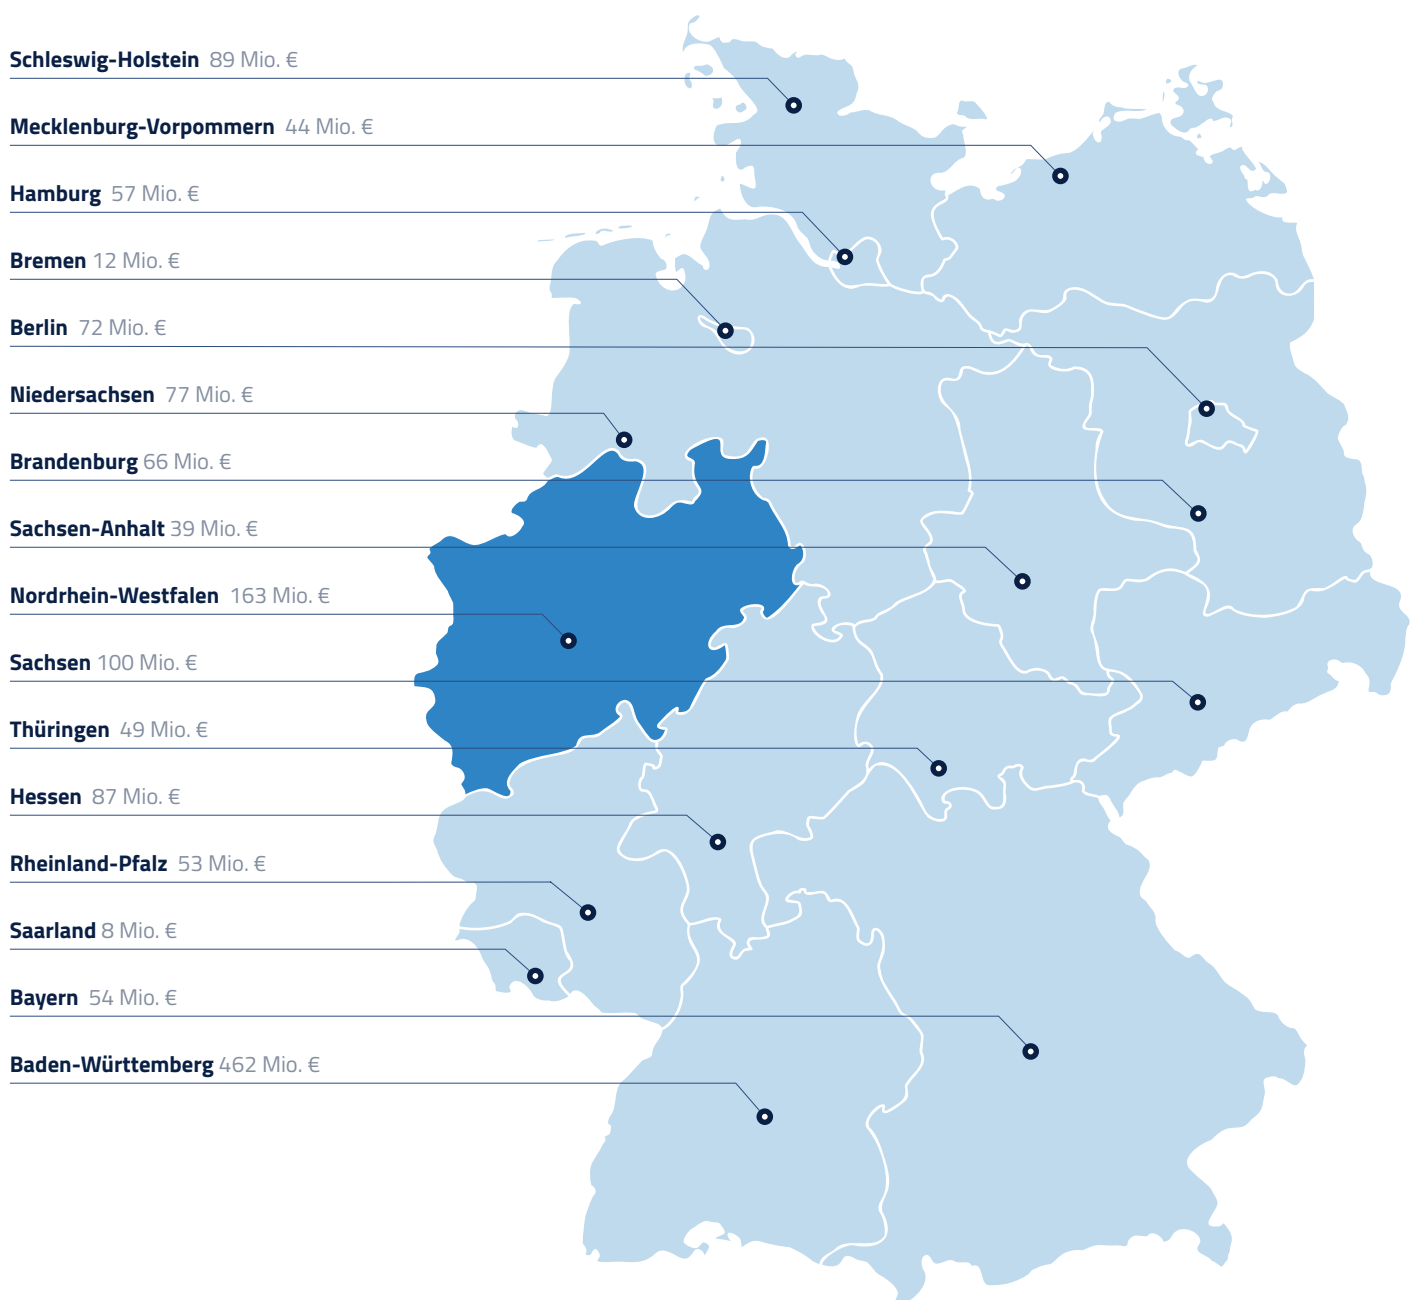 Schleswig-Holstein 89 Mio. €
Mecklenburg-Vorpommern 44 Mio. €
Hamburg 57 Mio. €
Bremen 12 Mio. €
Berlin 72 Mio. €
Niedersachsen 77 Mio. €
Brandenburg 66 Mio. €
Sachsen-Anhalt 39 Mio. €
Nordrhein-Westfalen 163 Mio. €
Sachsen 100 Mio. €
Thüringen 49 Mio. €
Hessen 87 Mio. €
Rheinland-Pfalz 53 Mio. €
Saarland 8 Mio. €
Bayern 54 Mio. €
Baden-Württemberg 462 Mio. €